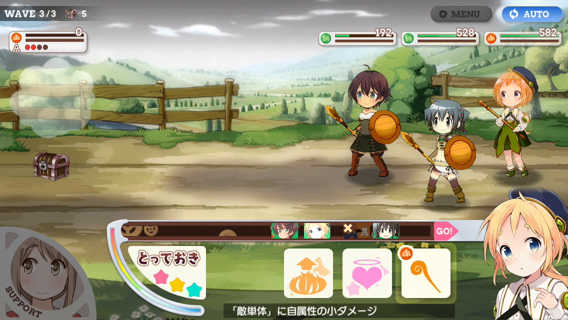 WAVE 3/3 5
MENU
AUTO
0
A
192
528
582
GO!
とっておき
SUPPORT
「敵単体」に自属性の小ダメージ